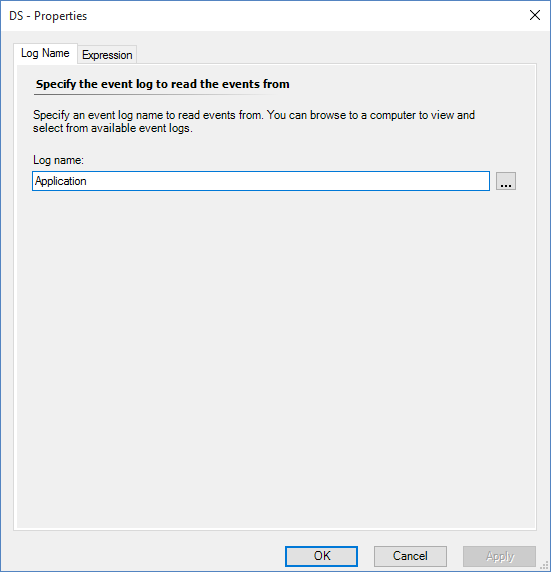 DS - Properties
Log Name
Expression
Specify the event log to read the events from
Specify an event log name to read events from. You can browse to a computer to view and
select from available event logs.
Log name:
Application
...
OK
Cancel
Apply